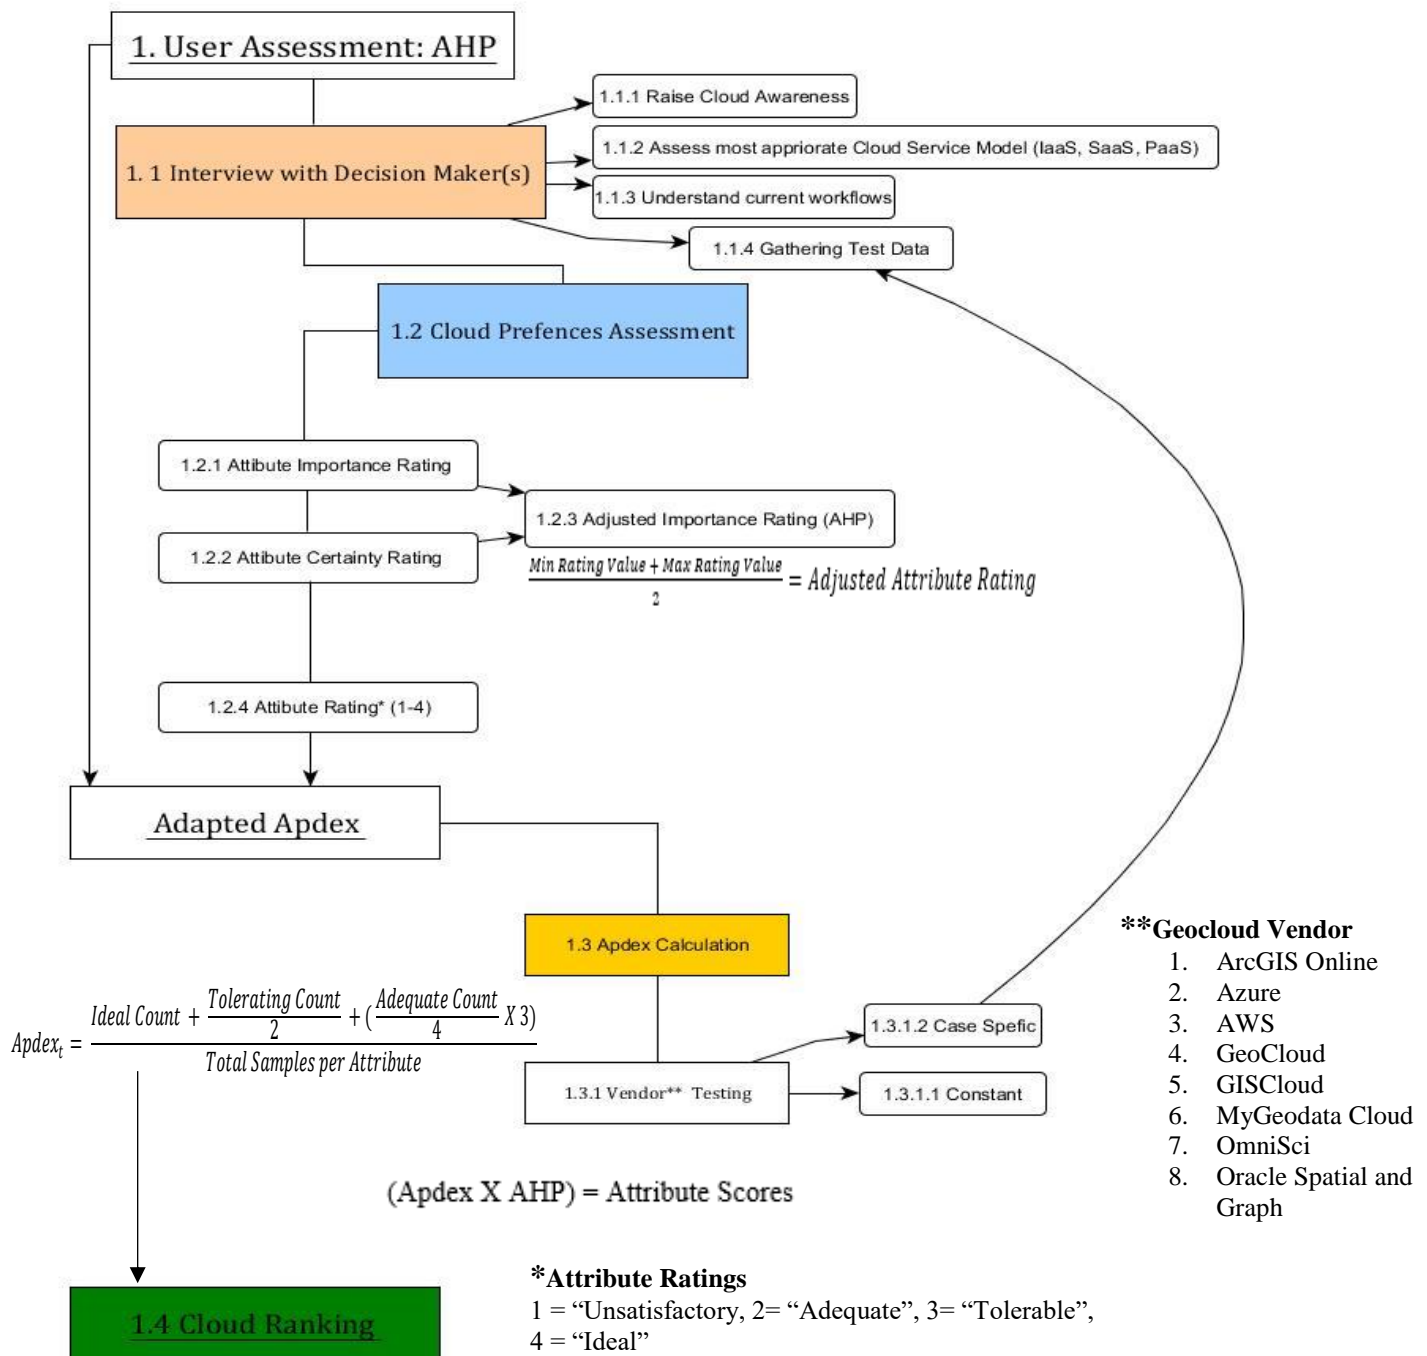 1. User Assessment: AHP
1.1.1 Raise Cloud Awareness
1.1.2 Assess most appriorate Cloud Service Model (IaaS, SaaS, PaaS)
1. 1 Interview with Decision Maker(s)
1.1.3 Understand current workflows
1.1.4 Gathering Test Data
1.2 Cloud Prefences Assessment
1.2.1 Attibute Importance Rating
1.2.3 Adjusted Importance Rating (AHP)
1.2.2 Attibute Certainty Rating
Min Rating Value + Max Rating Value
2
= Adjusted Attribute Rating
1.2.4 Attibute Rating* (1-4)
Adapted Apdex
1.3 Apdex Calculation
Apdexₜ =
Ideal Count + Tolerating Count / 2 + ( Adequate Count / 4 X 3)
Total Samples per Attribute
1.3.1.2 Case Spefic
1.3.1 Vendor** Testing
1.3.1.1 Constant
**Geocloud Vendor
1. ArcGIS Online
2. Azure
3. AWS
4. GeoCloud
5. GISCloud
6. MyGeodata Cloud
7. OmniSci
8. Oracle Spatial and
Graph
(Apdex X AHP) = Attribute Scores
1.4 Cloud Ranking
*Attribute Ratings
1 = “Unsatisfactory, 2= “Adequate”, 3= “Tolerable”,
4 = “Ideal”